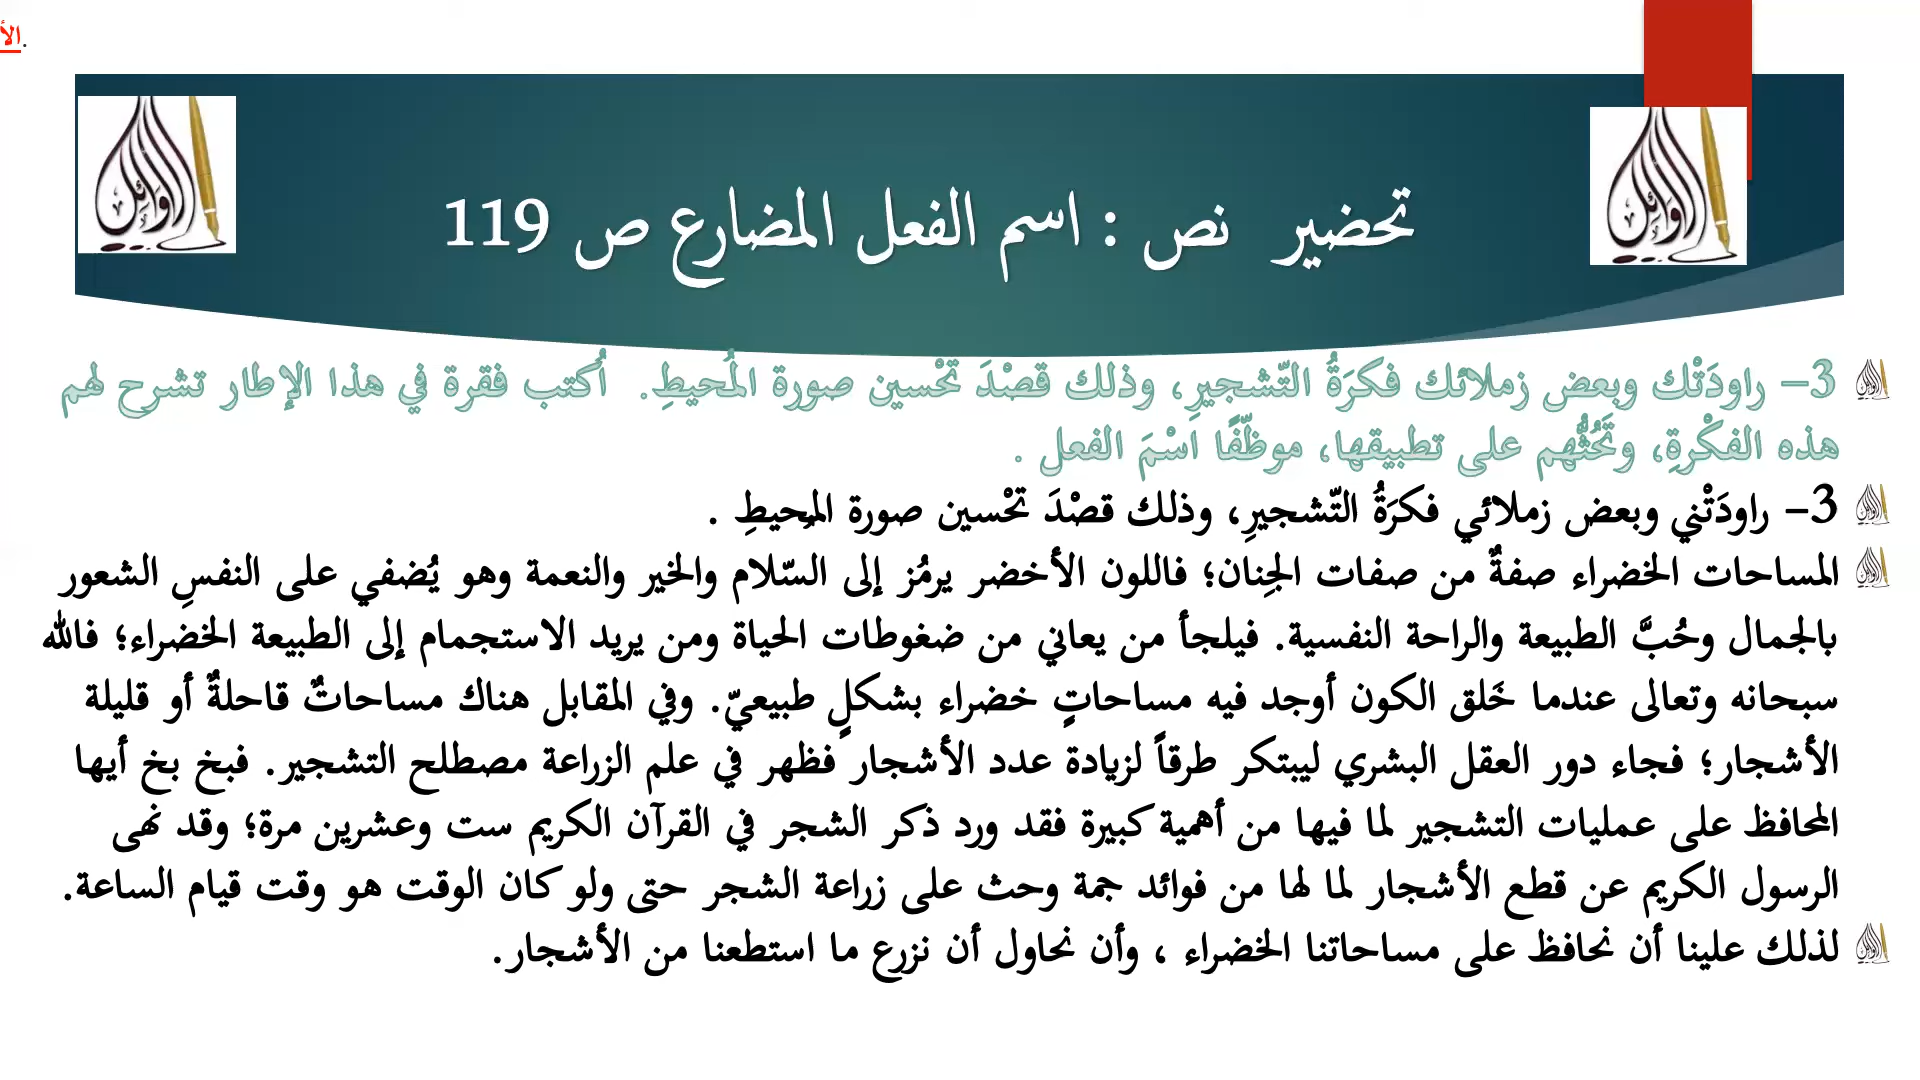 الأ.
تحضير نص : اسم الفعل المضارع ص 119
3- راودَتْك وبعض زملائك فكرَةُ التّشجيرِ، وذلك قصْدَ تحْسين صورة المُحيطِ. اُكتب فقرة في هذا الإطار تشرح لهم
هذه الفكْرةِ، وتَحُثُّهم على تطبيقها، موظّفًا اَسْمَ الفعل .
3- راودَتْني وبعض زملائي فكرَةُ التّشجيرِ، وذلك قصْدَ تحْسين صورة المُحيطِ .
المساحات الخضراء صفةٌ من صفات الجِنان؛ فاللون الأخضر يرمُز إلى السّلام والخير والنعمة وهو يُضفي على النفسِ الشعور
بالجمال وحُبَّ الطبيعة والراحة النفسية. فيلجأ من يعاني من ضغوطات الحياة ومن يريد الاستجمام إلى الطبيعة الخضراء؛ فالله
سبحانه وتعالى عندما خَلق الكون أوجد فيه مساحاتٍ خضراء بشكلٍ طبيعيّ. وفي المقابل هناك مساحاتٌ قاحلةٌ أو قليلة
الأشجار؛ فجاء دور العقل البشري ليبتكر طرقاً لزيادة عدد الأشجار فظهر في علم الزراعة مصطلح التشجير. فبخ بخ أيها
المحافظ على عمليات التشجير لما فيها من أهمية كبيرة فقد ورد ذكر الشجر في القرآن الكريم ست وعشرين مرة؛ وقد نهى
الرسول الكريم عن قطع الأشجار لما لها من فوائد جمة وحث على زراعة الشجر حتى ولو كان الوقت هو وقت قيام الساعة.
لذلك علينا أن نحافظ على مساحاتنا الخضراء ، وأن نحاول أن نزرع ما استطعنا من الأشجار.